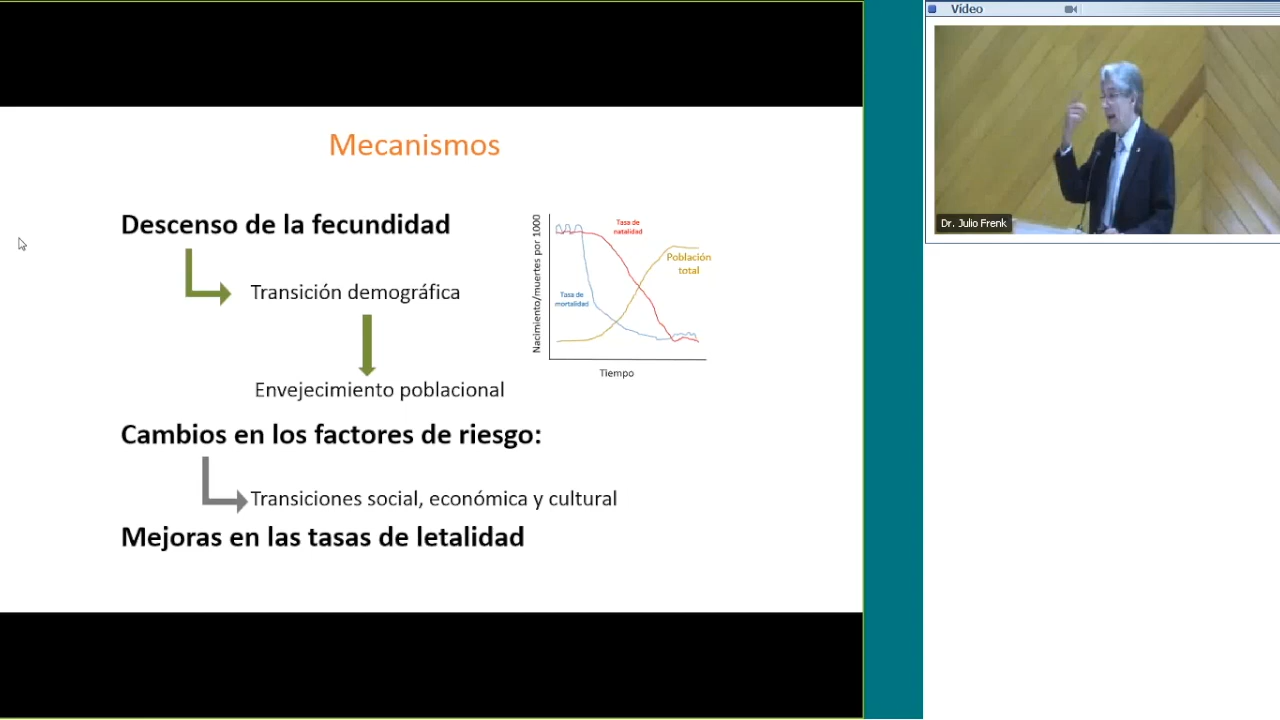 Mecanismos
Descenso de la fecundidad
Transición demográfica
Envejecimiento poblacional
Nacimiento/muertes por 1000
Tasa de
natalidad
Población
total
Tasa de
mortalidad
Tiempo
Cambios en los factores de riesgo:
Transiciones social, económica y cultural
Mejoras en las tasas de letalidad
Vídeo
Dr. Julio Frenk